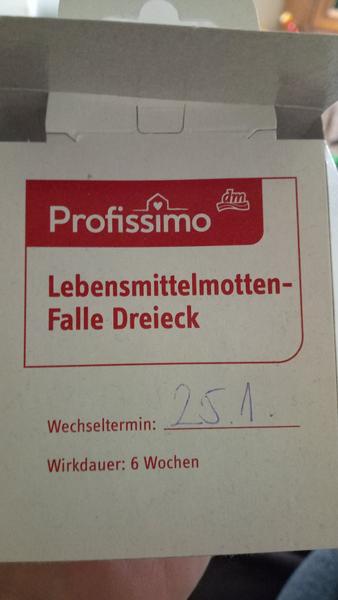 dm
Profissimo
Lebensmittelmotten-
Falle Dreieck
Wechseltermin: 25.1.
Wirkdauer: 6 Wochen